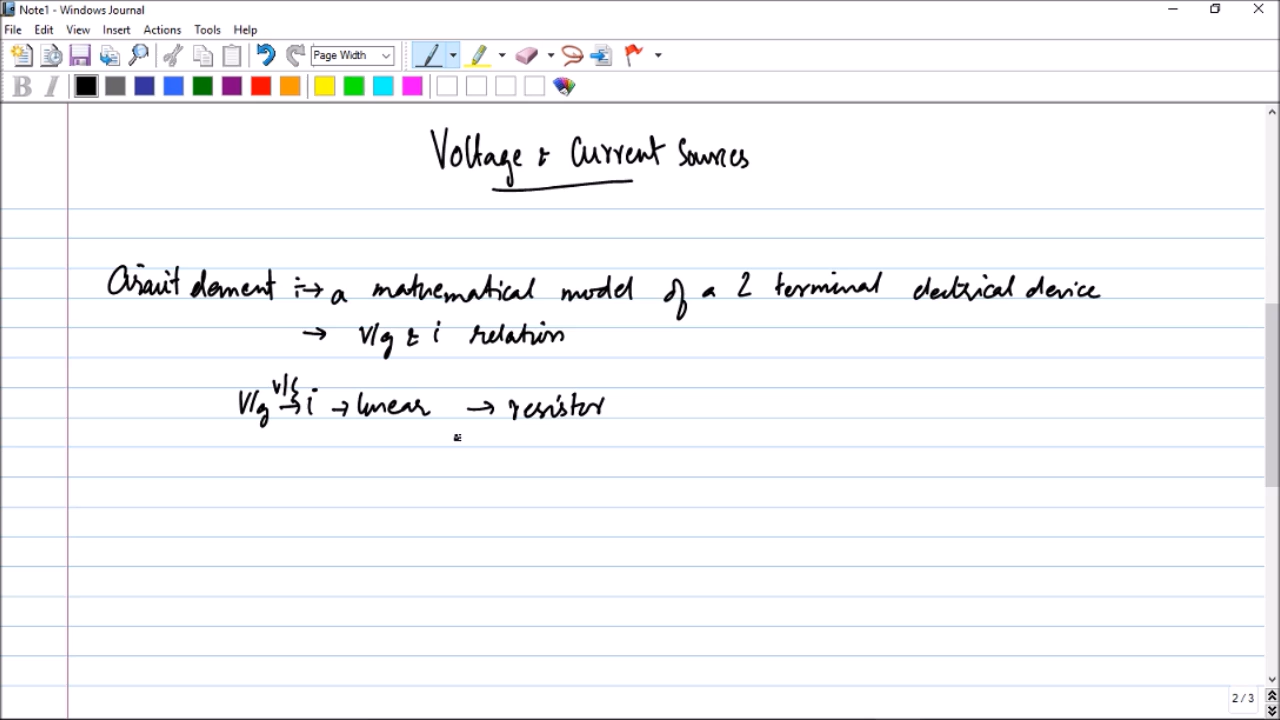 Note1 - Windows Journal
File Edit View Insert Actions Tools Help
Page Width
B I
Voltage & Current Sources
Circuit element :→ a mathematical model of a 2 terminal electrical device
→ V/g & i relation
V/g → i → linear → resistor
2 / 3